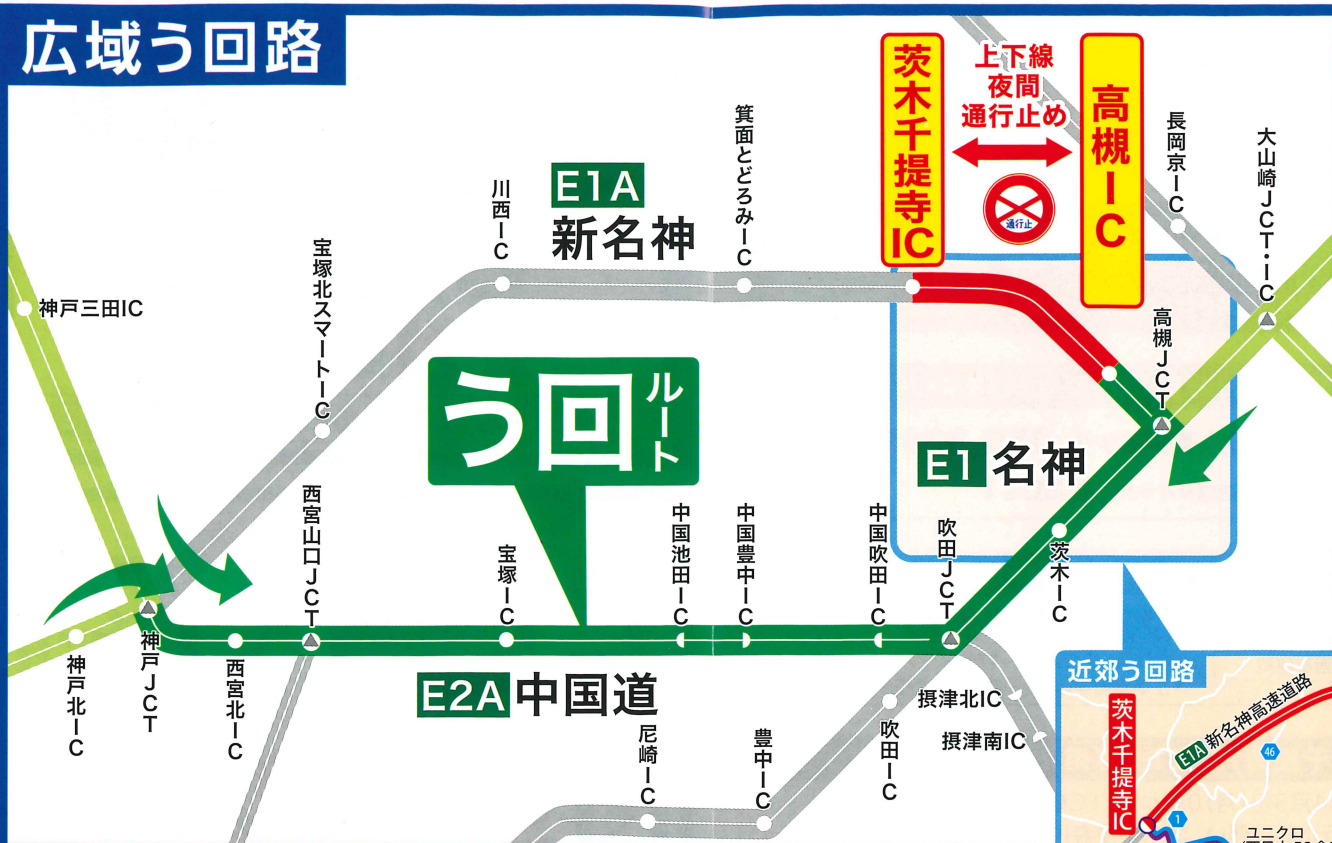 広域う回路
茨木千提寺IC
上下線
夜間
通行止め
高槻IC
通行止
長岡京IC
大山崎JCT・IC
箕面とどろみIC
川西IC
E1A
新名神
宝塚北スマートIC
神戸三田IC
高槻JCT
う回ルート
E1 名神
西宮山口JCT
宝塚IC
中国池田IC
中国豊中IC
中国吹田IC
吹田JCT
茨木IC
神戸北IC
神戸JCT
西宮北IC
E2A 中国道
尼崎IC
豊中IC
吹田IC
摂津北IC
摂津南IC
近郊う回路
茨木千提寺IC
E1A 新名神高速道路
46
1
ユニクロ